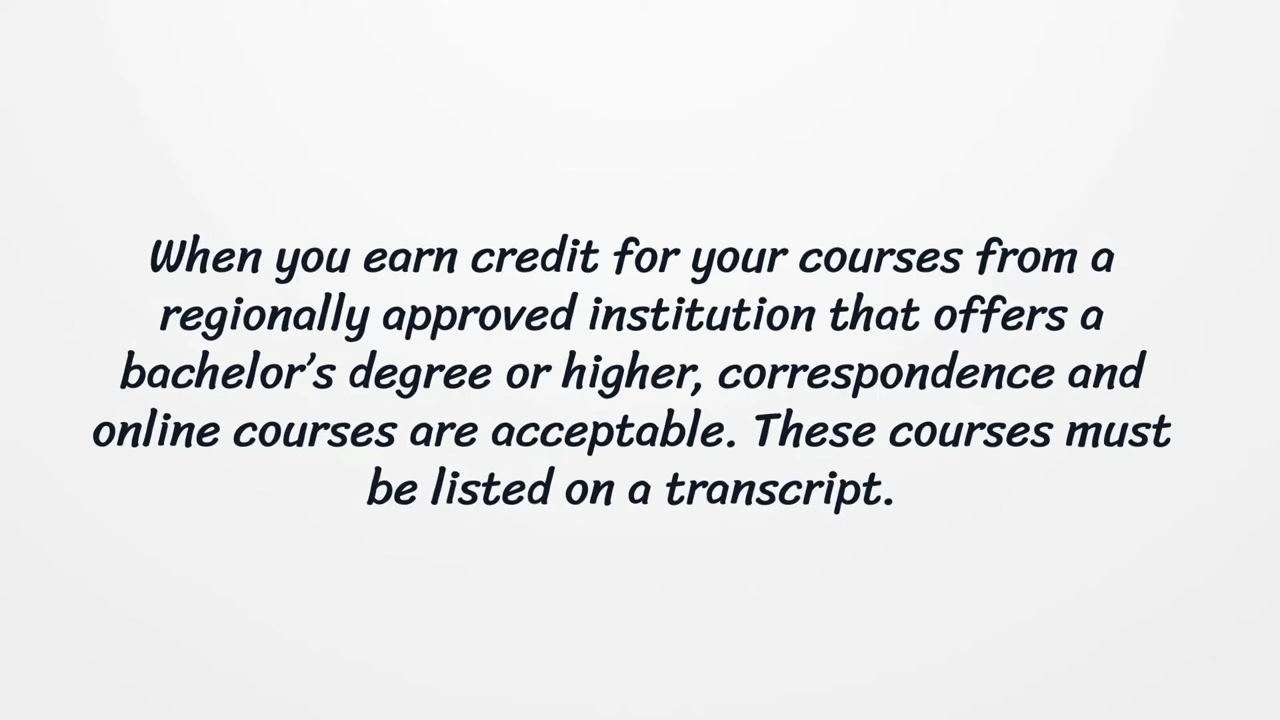 When you earn credit for your courses from a
regionally approved institution that offers a
bachelor’s degree or higher, correspondence and
online courses are acceptable. These courses must
be listed on a transcript.